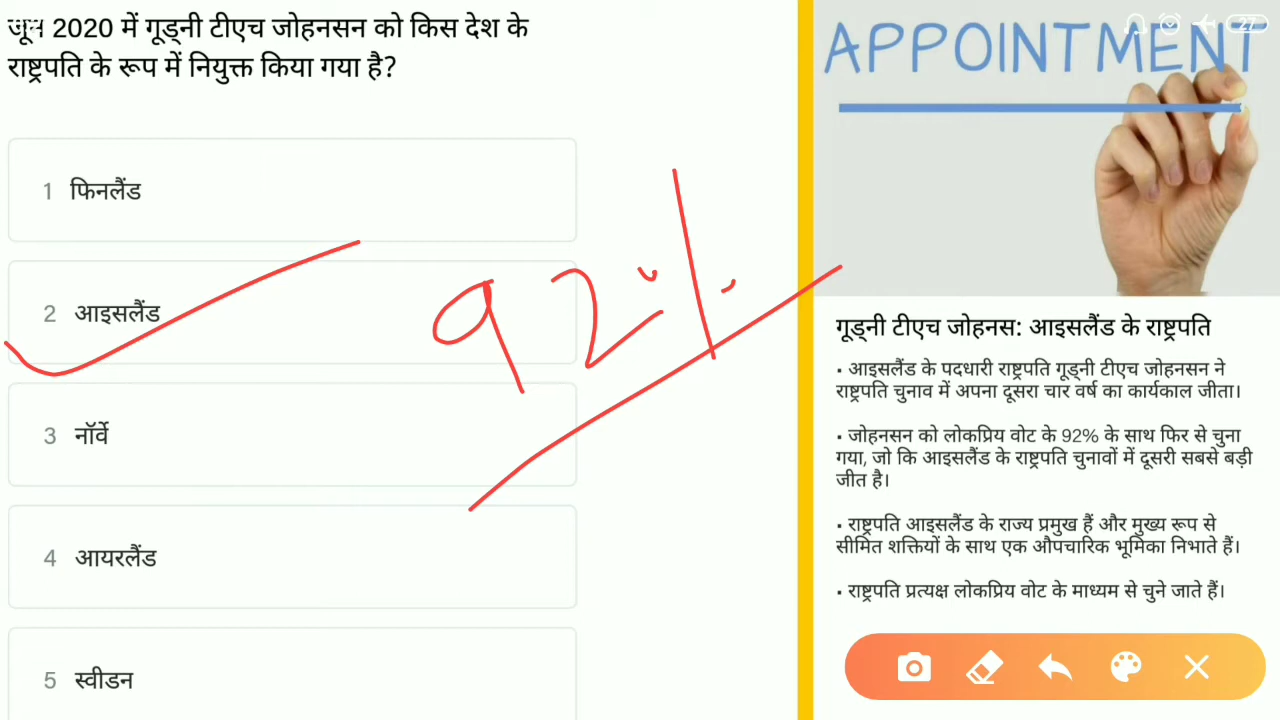 जून 2020 में गूड्नी टीएच जोहनसन को किस देश के
राष्ट्रपति के रूप में नियुक्त किया गया है?
1 फिनलैंड
2 आइसलैंड
3 नॉर्वे
4 आयरलैंड
5 स्वीडन
92%
27
APPOINTMENT
गूड्नी टीएच जोहनस: आइसलैंड के राष्ट्रपति
• आइसलैंड के पदधारी राष्ट्रपति गूड्नी टीएच जोहनसन ने
राष्ट्रपति चुनाव में अपना दूसरा चार वर्ष का कार्यकाल जीता।
• जोहनसन को लोकप्रिय वोट के 92% के साथ फिर से चुना
गया, जो कि आइसलैंड के राष्ट्रपति चुनावों में दूसरी सबसे बड़ी
जीत है।
• राष्ट्रपति आइसलैंड के राज्य प्रमुख हैं और मुख्य रूप से
सीमित शक्तियों के साथ एक औपचारिक भूमिका निभाते हैं।
• राष्ट्रपति प्रत्यक्ष लोकप्रिय वोट के माध्यम से चुने जाते हैं।